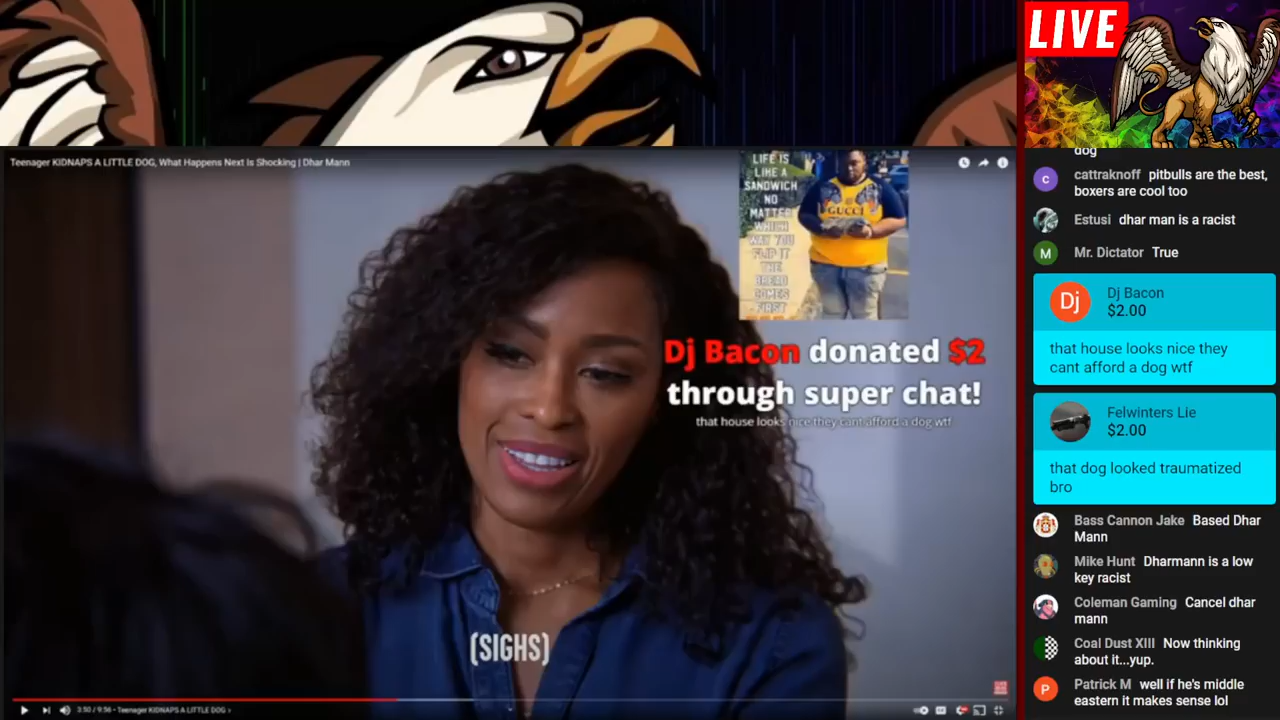 LIVE
Teenager KIDNAPS A LITTLE DOG, What Happens Next Is Shocking | Dhar Mann
LIFE IS
LIKE A
SANDWICH
NO
MATTER
WHICH
WAY YOU
FLIP IT
THE
BREAD
COMES
FIRST
GUCCI
Dj Bacon donated $2
through super chat!
that house looks nice they cant afford a dog wtf
(SIGHS)
3:50 / 9:56 - Teenager KIDNAPS A LITTLE DOG >
dog
cattraknoff pitbulls are the best,
boxers are cool too
Estusi dhar man is a racist
M Mr. Dictator True
Dj Dj Bacon
$2.00
that house looks nice they
cant afford a dog wtf
Felwinters Lie
$2.00
that dog looked traumatized
bro
Bass Cannon Jake Based Dhar
Mann
Mike Hunt Dharmann is a low
key racist
Coleman Gaming Cancel dhar
mann
Coal Dust XIII Now thinking
about it...yup.
P Patrick M well if he's middle
eastern it makes sense lol